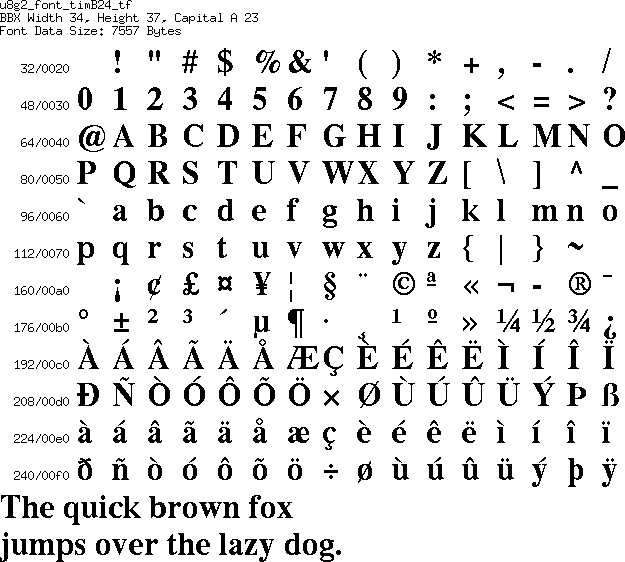 u8g2_font_timB24_tf
BBX Width 34, Height 37, Capital A 23
Font Data Size: 7557 Bytes
32/0020 ! " # $ % & ' ( ) * + , - . /
48/0030 0 1 2 3 4 5 6 7 8 9 : ; < = > ?
64/0040 @ A B C D E F G H I J K L M N O
80/0050 P Q R S T U V W X Y Z [ \ ] ^ _
96/0060 ` a b c d e f g h i j k l m n o
112/0070 p q r s t u v w x y z { | } ~
160/00a0 ¡ ¢ £ ¤ ¥ ¦ § ¨ © ª « ¬ - ® ¯
176/00b0 ° ± ² ³ ´ µ ¶ · ¸ ¹ º » ¼ ½ ¾ ¿
192/00c0 À Á Â Ã Ä Å Æ Ç È É Ê Ë Ì Í Î Ï
208/00d0 Ð Ñ Ò Ó Ô Õ Ö × Ø Ù Ú Û Ü Ý Þ ß
224/00e0 à á â ã ä å æ ç è é ê ë ì í î ï
240/00f0 ð ñ ò ó ô õ ö ÷ ø ù ú û ü ý þ ÿ
The quick brown fox
jumps over the lazy dog.